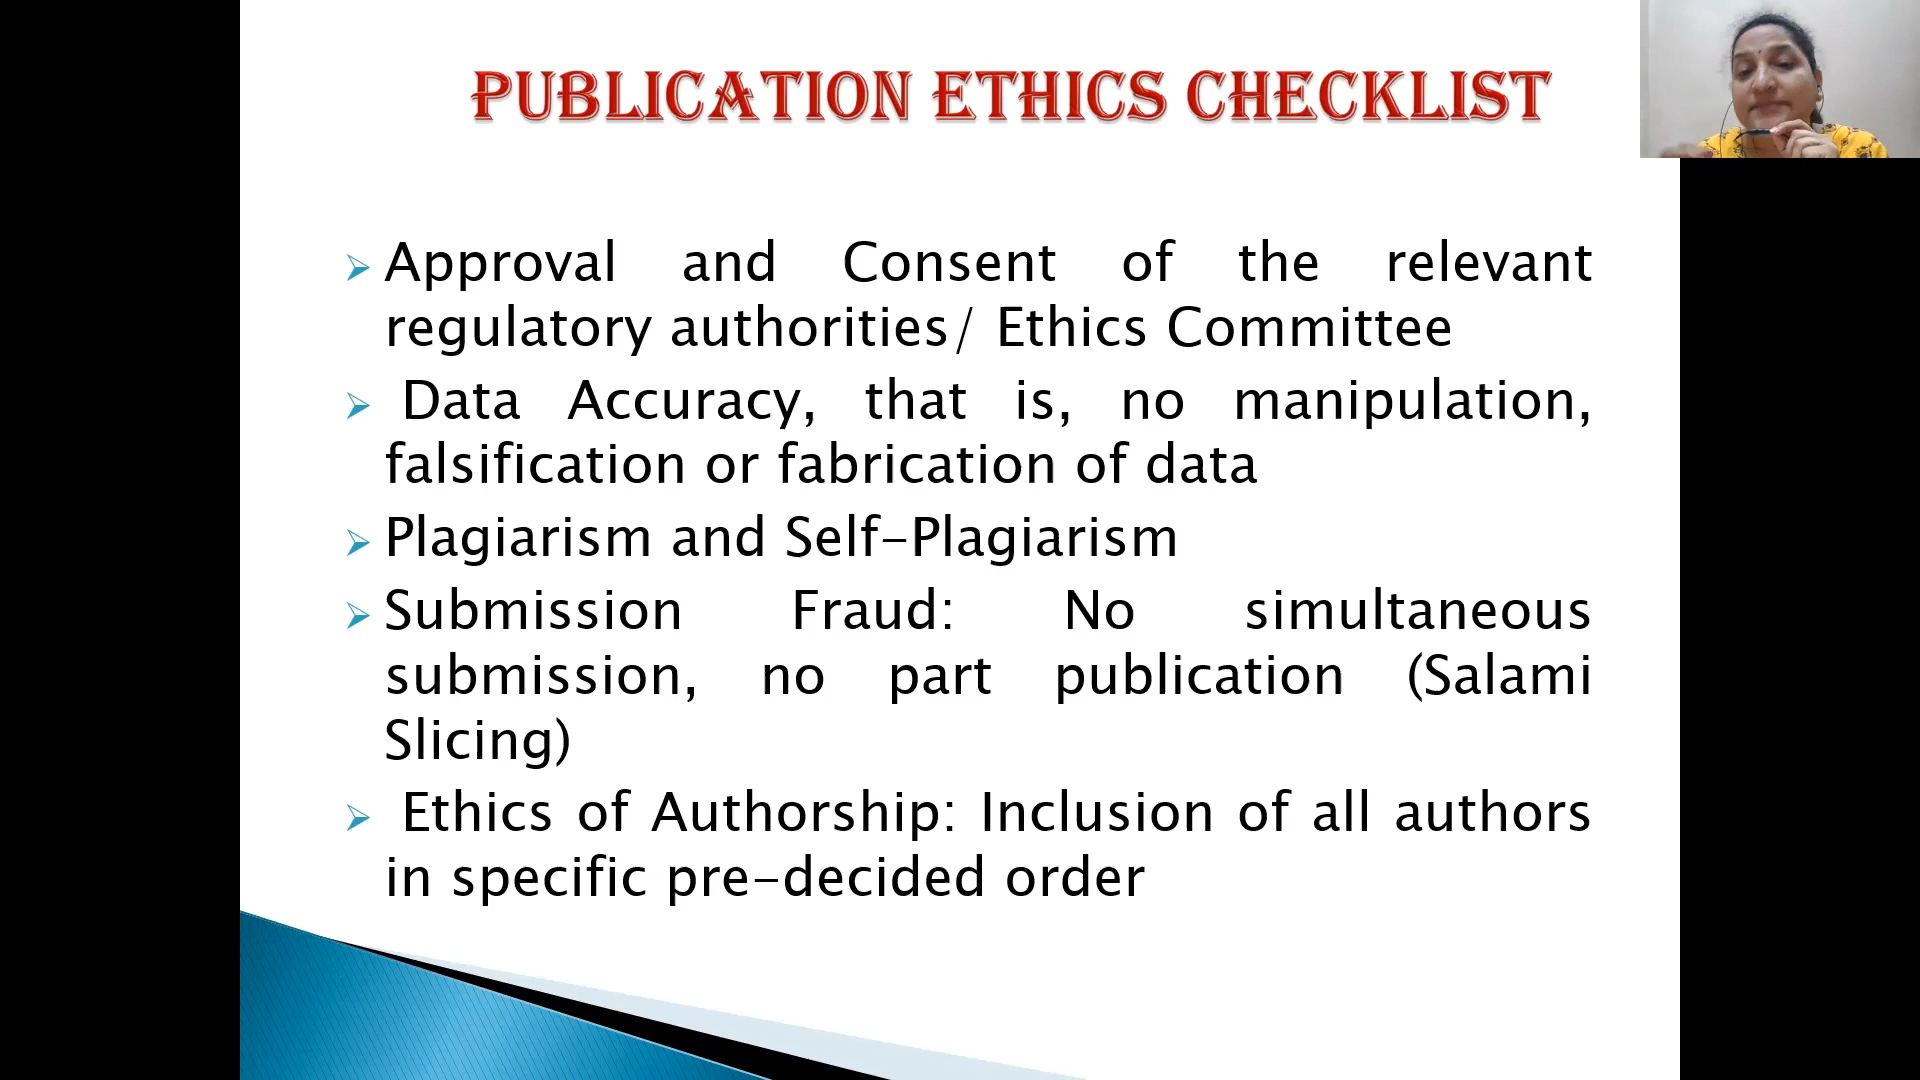 PUBLICATION ETHICS CHECKLIST
Approval and Consent of the relevant
regulatory authorities/ Ethics Committee
Data Accuracy, that is, no manipulation,
falsification or fabrication of data
Plagiarism and Self-Plagiarism
Submission Fraud: No simultaneous
submission, no part publication (Salami
Slicing)
Ethics of Authorship: Inclusion of all authors
in specific pre-decided order